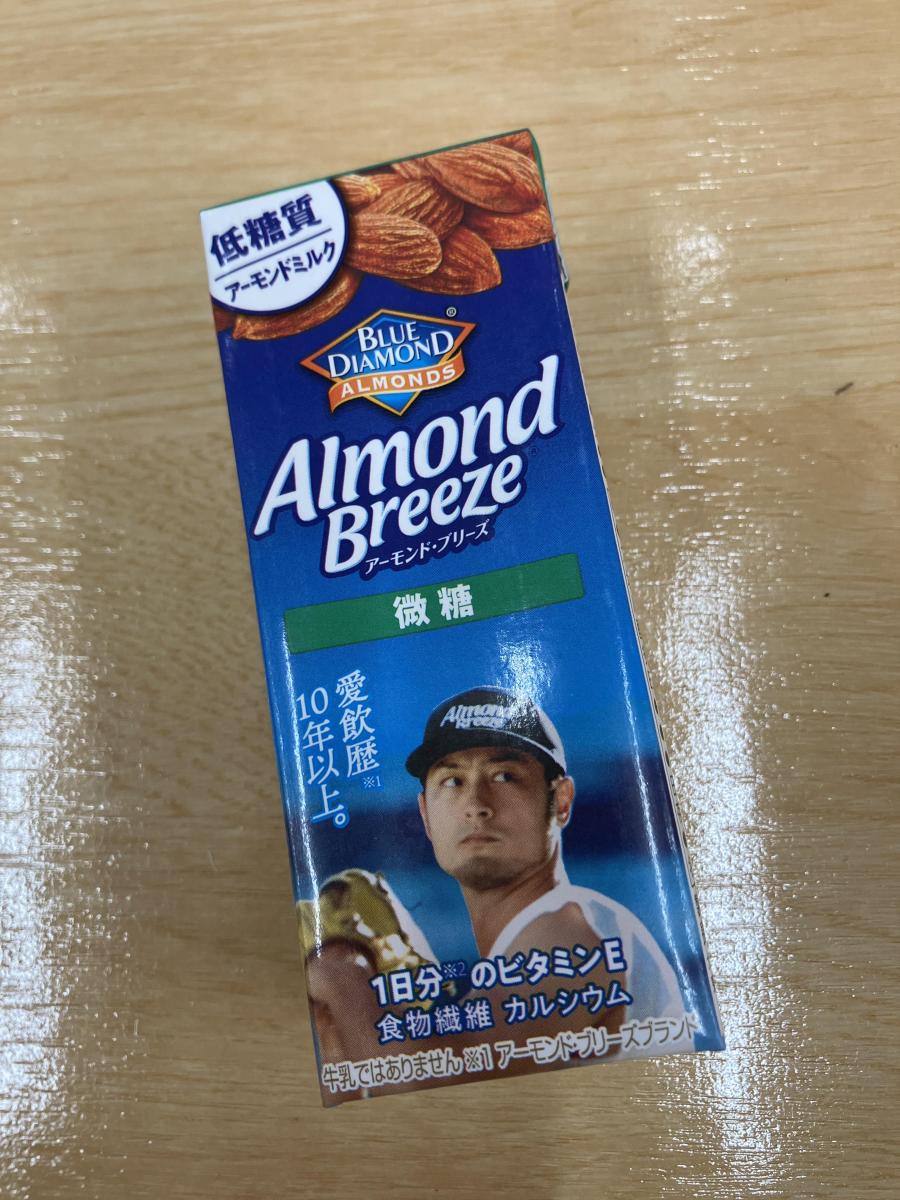 低糖質
アーモンドミルク
BLUE
DIAMOND®
ALMONDS
Almond
Breeze®
アーモンド・ブリーズ
微糖
愛飲歴※1
10年以上。
Almond
Breeze
1日分※2のビタミンE
食物繊維 カルシウム
牛乳ではありません ※1 アーモンド・ブリーズブランド